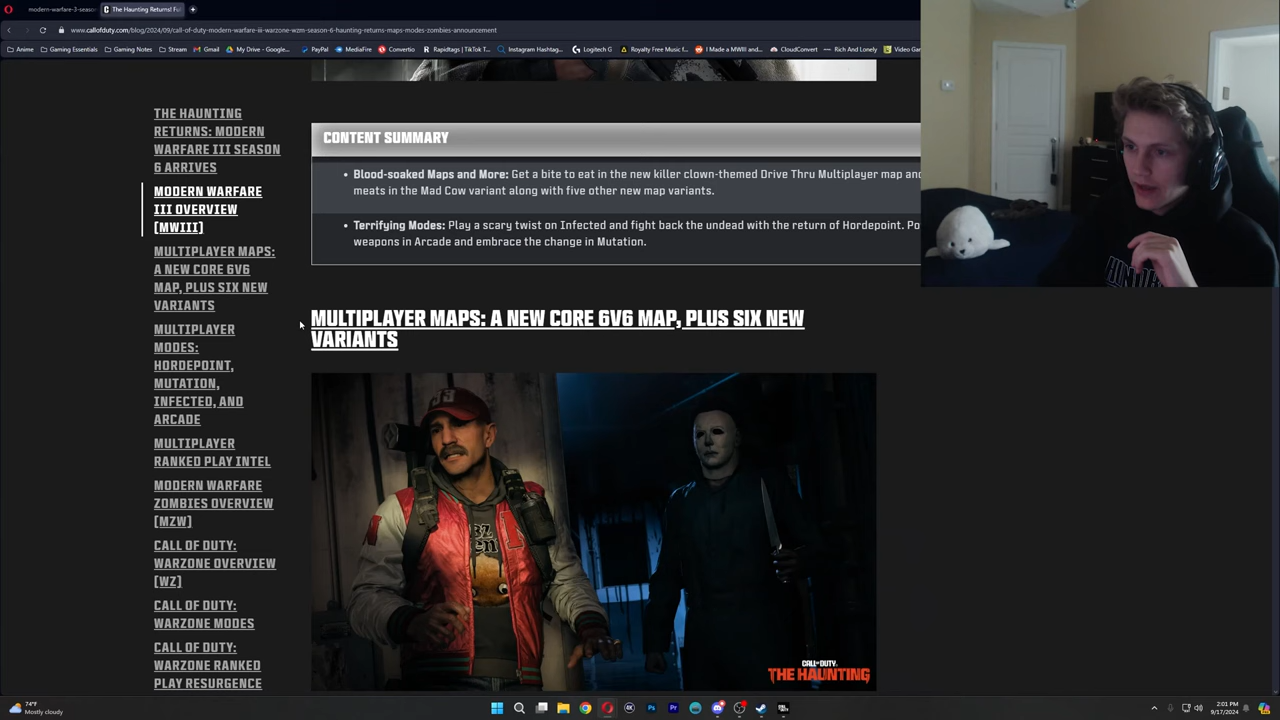 modern-warfare-3-seaso
The Haunting Returns! Fu
www.callofduty.com/blog/2024/09/call-of-duty-modern-warfare-iii-warzone-wzm-season-6-haunting-returns-maps-modes-zombies-announcement
Anime
Gaming Essentials
Gaming Notes
Stream
Gmail
My Drive - Google...
PayPal
MediaFire
Convertio
Rapidtags | TikTok T...
Instagram Hashtag...
Logitech G
Royalty Free Music f...
I Made a MWIII and...
CloudConvert
Rich And Lonely
Video Gam
THE HAUNTING
RETURNS: MODERN
WARFARE III SEASON
6 ARRIVES
MODERN WARFARE
III OVERVIEW
[MWIII]
MULTIPLAYER MAPS:
A NEW CORE 6V6
MAP, PLUS SIX NEW
VARIANTS
MULTIPLAYER
MODES:
HORDEPOINT,
MUTATION,
INFECTED, AND
ARCADE
MULTIPLAYER
RANKED PLAY INTEL
MODERN WARFARE
ZOMBIES OVERVIEW
[MZW]
CALL OF DUTY:
WARZONE OVERVIEW
[WZ]
CALL OF DUTY:
WARZONE MODES
CALL OF DUTY:
WARZONE RANKED
PLAY RESURGENCE
CONTENT SUMMARY
• Blood-soaked Maps and More: Get a bite to eat in the new killer clown-themed Drive Thru Multiplayer map and
meats in the Mad Cow variant along with five other new map variants.
• Terrifying Modes: Play a scary twist on Infected and fight back the undead with the return of Hordepoint. Po
weapons in Arcade and embrace the change in Mutation.
MULTIPLAYER MAPS: A NEW CORE 6V6 MAP, PLUS SIX NEW
VARIANTS
CALL OF DUTY.
THE HAUNTING
74°F
Mostly cloudy
2:01 PM
9/17/2024